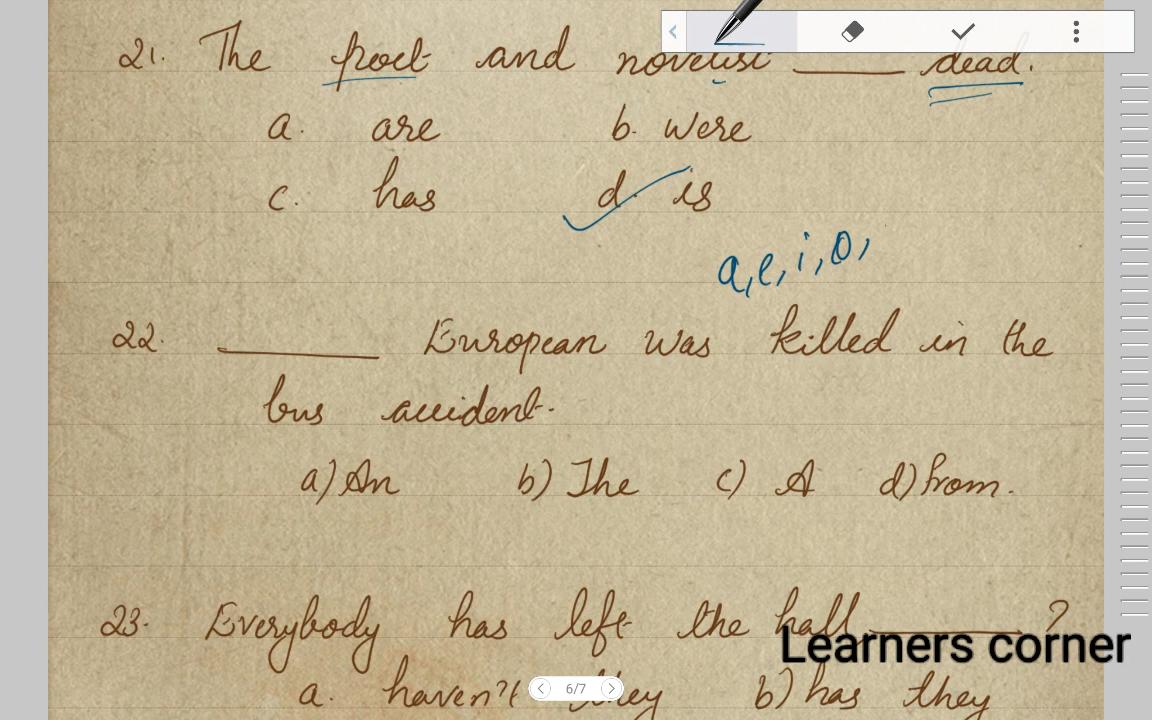 21. The poet and novelist ____ dead.
a. are b. were
c. has d. is
a, e, i, o,
22. ____ European was killed in the
bus accident.
a) An b) The c) A d) from.
23. Everybody has left the hall ____ ?
Learners corner
a. haven't they b) has they
6/7